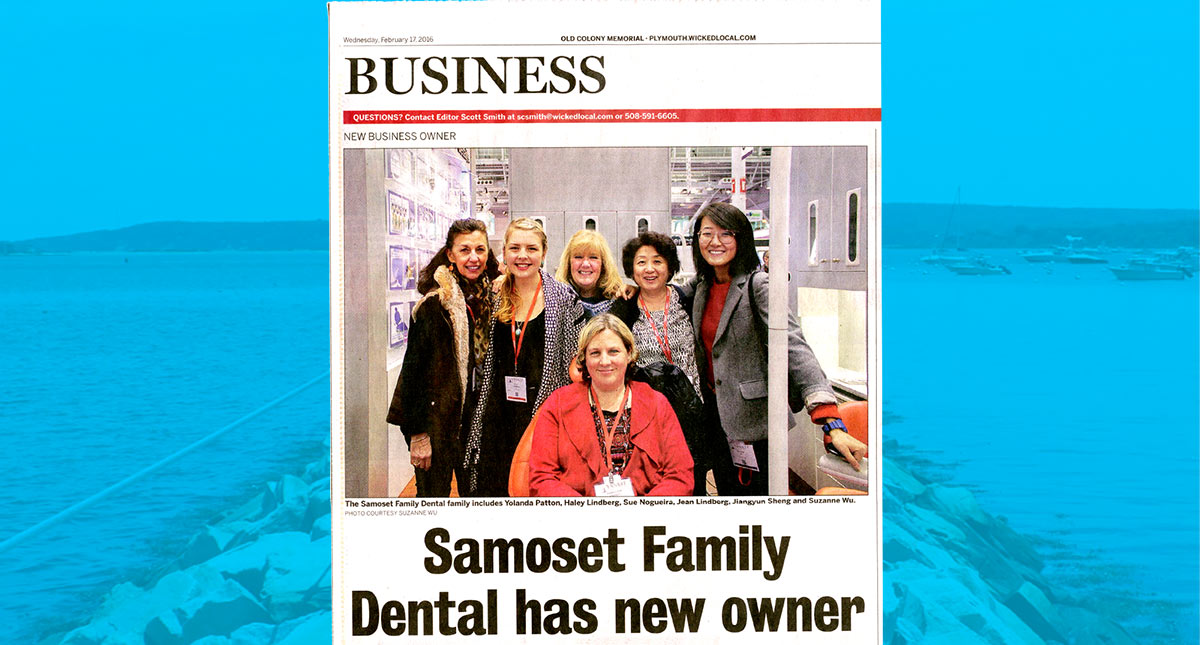 Wednesday, February 17, 2016
OLD COLONY MEMORIAL • PLYMOUTH.WICKEDLOCAL.COM
BUSINESS
QUESTIONS? Contact Editor Scott Smith at scsmith@wickedlocal.com or 508-591-6605.
NEW BUSINESS OWNER
The Samoset Family Dental family includes Yolanda Patton, Haley Lindberg, Sue Nogueira, Jean Lindberg, Jiangyun Sheng and Suzanne Wu.
PHOTO COURTESY SUZANNE WU
Samoset Family
Dental has new owner